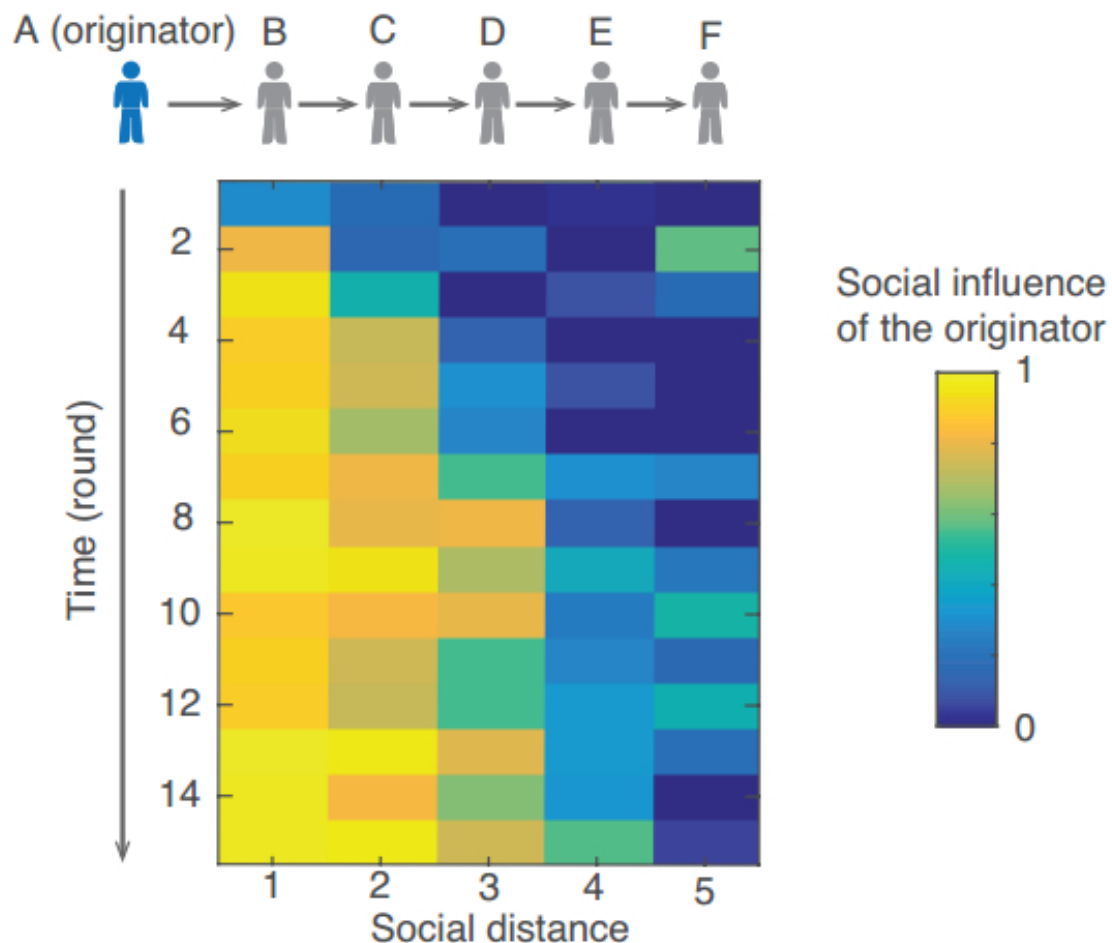 A (originator) B C D E F
Social influence
of the originator
1
0
Time (round)
2
4
6
8
10
12
14
1 2 3 4 5
Social distance